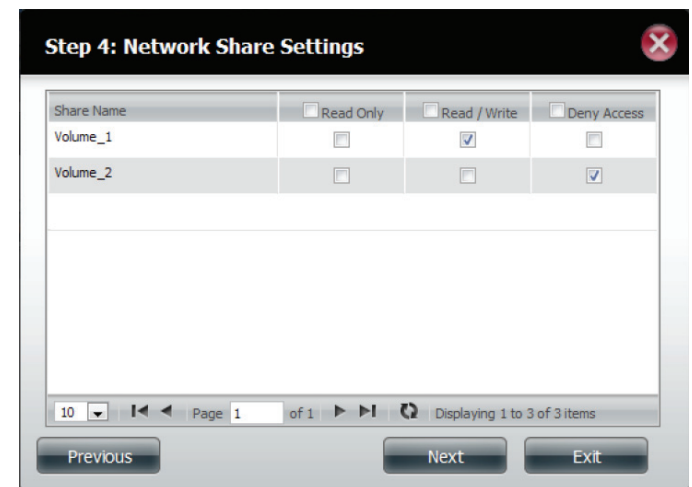 Step 4: Network Share Settings
Share Name Read Only Read / Write Deny Access
Volume_1
Volume_2
10 Page 1 of 1 Displaying 1 to 3 of 3 items
Previous Next Exit